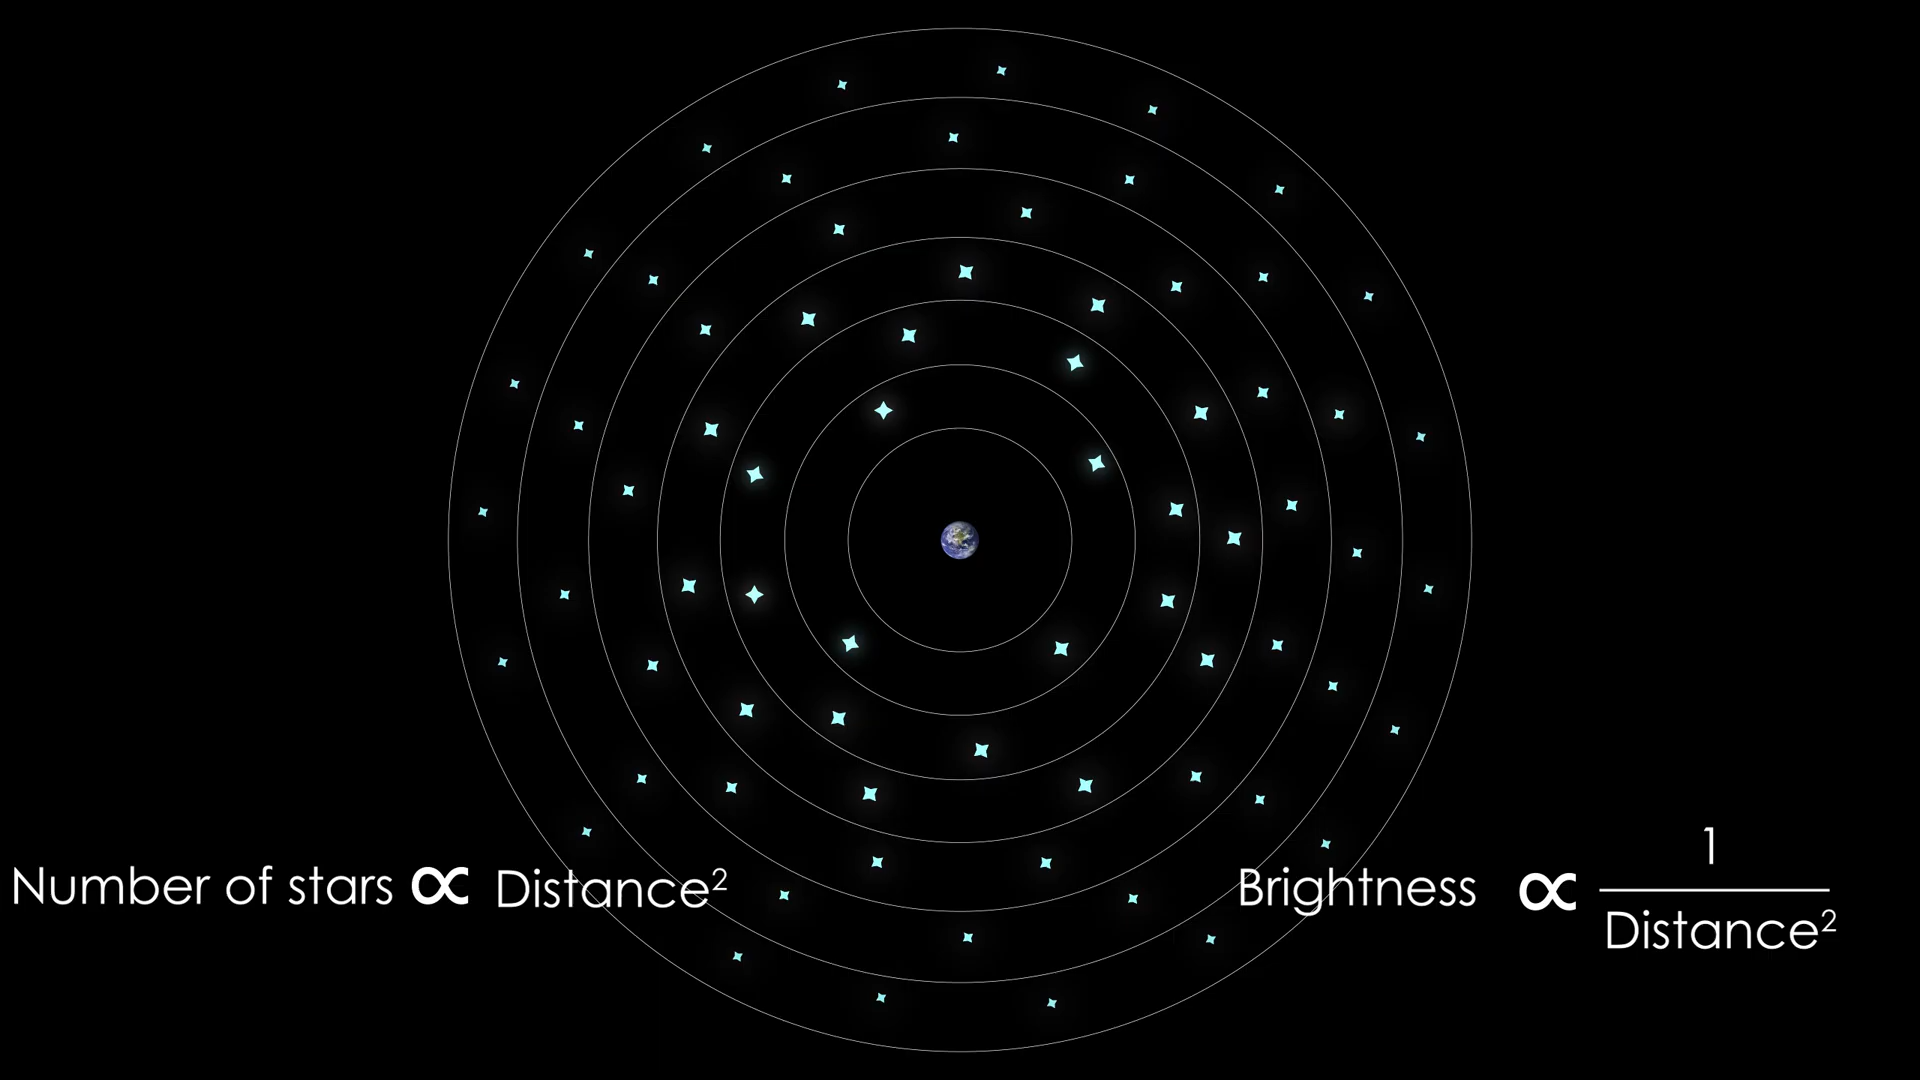 Number of stars ∝ Distance²
Brightness ∝ 1
Distance²